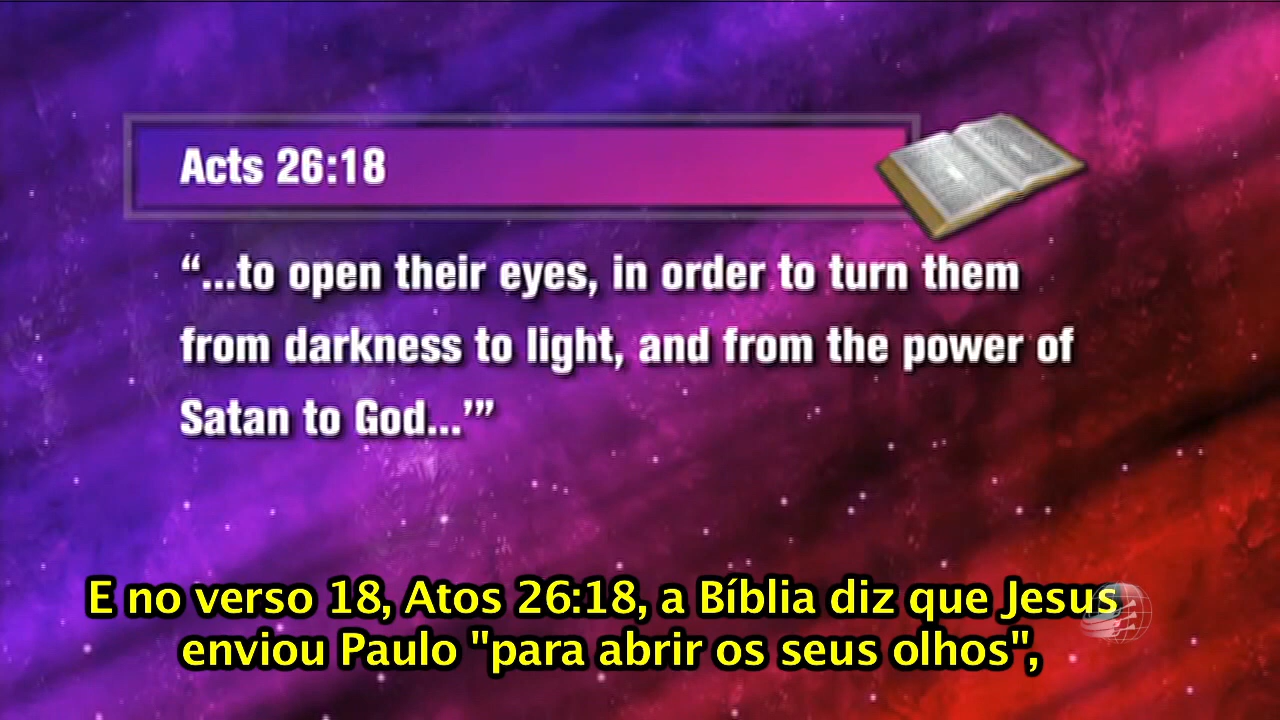 Acts 26:18
“...to open their eyes, in order to turn them
from darkness to light, and from the power of
Satan to God...’”
E no verso 18, Atos 26:18, a Bíblia diz que Jesus
enviou Paulo "para abrir os seus olhos",